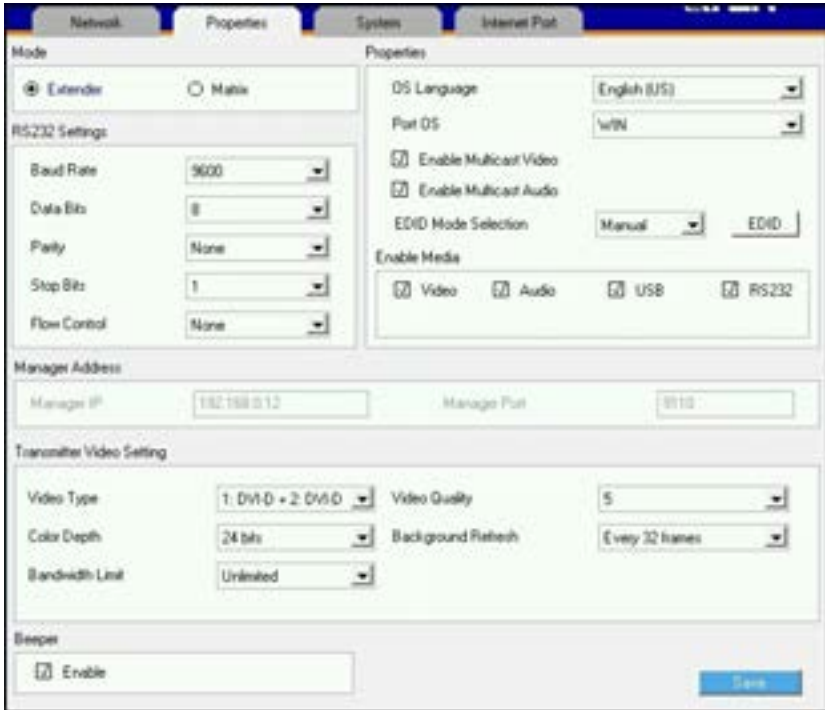 Network Properties System Internet Port
Mode
Extender Matrix
RS232 Settings
Baud Rate 9600
Data Bits 8
Parity None
Stop Bits 1
Flow Control None
Properties
OS Language English (US)
Port OS WIN
Enable Multicast Video
Enable Multicast Audio
EDID Mode Selection Manual EDID
Enable Media
Video Audio USB RS232
Manager Address
Manager IP 192.168.0.12 Manager Port 9110
Transmitter Video Setting
Video Type 1: DVI-D + 2: DVI-D Video Quality 5
Color Depth 24 bits Background Refresh Every 32 frames
Bandwidth Limit Unlimited
Beeper
Enable
Save